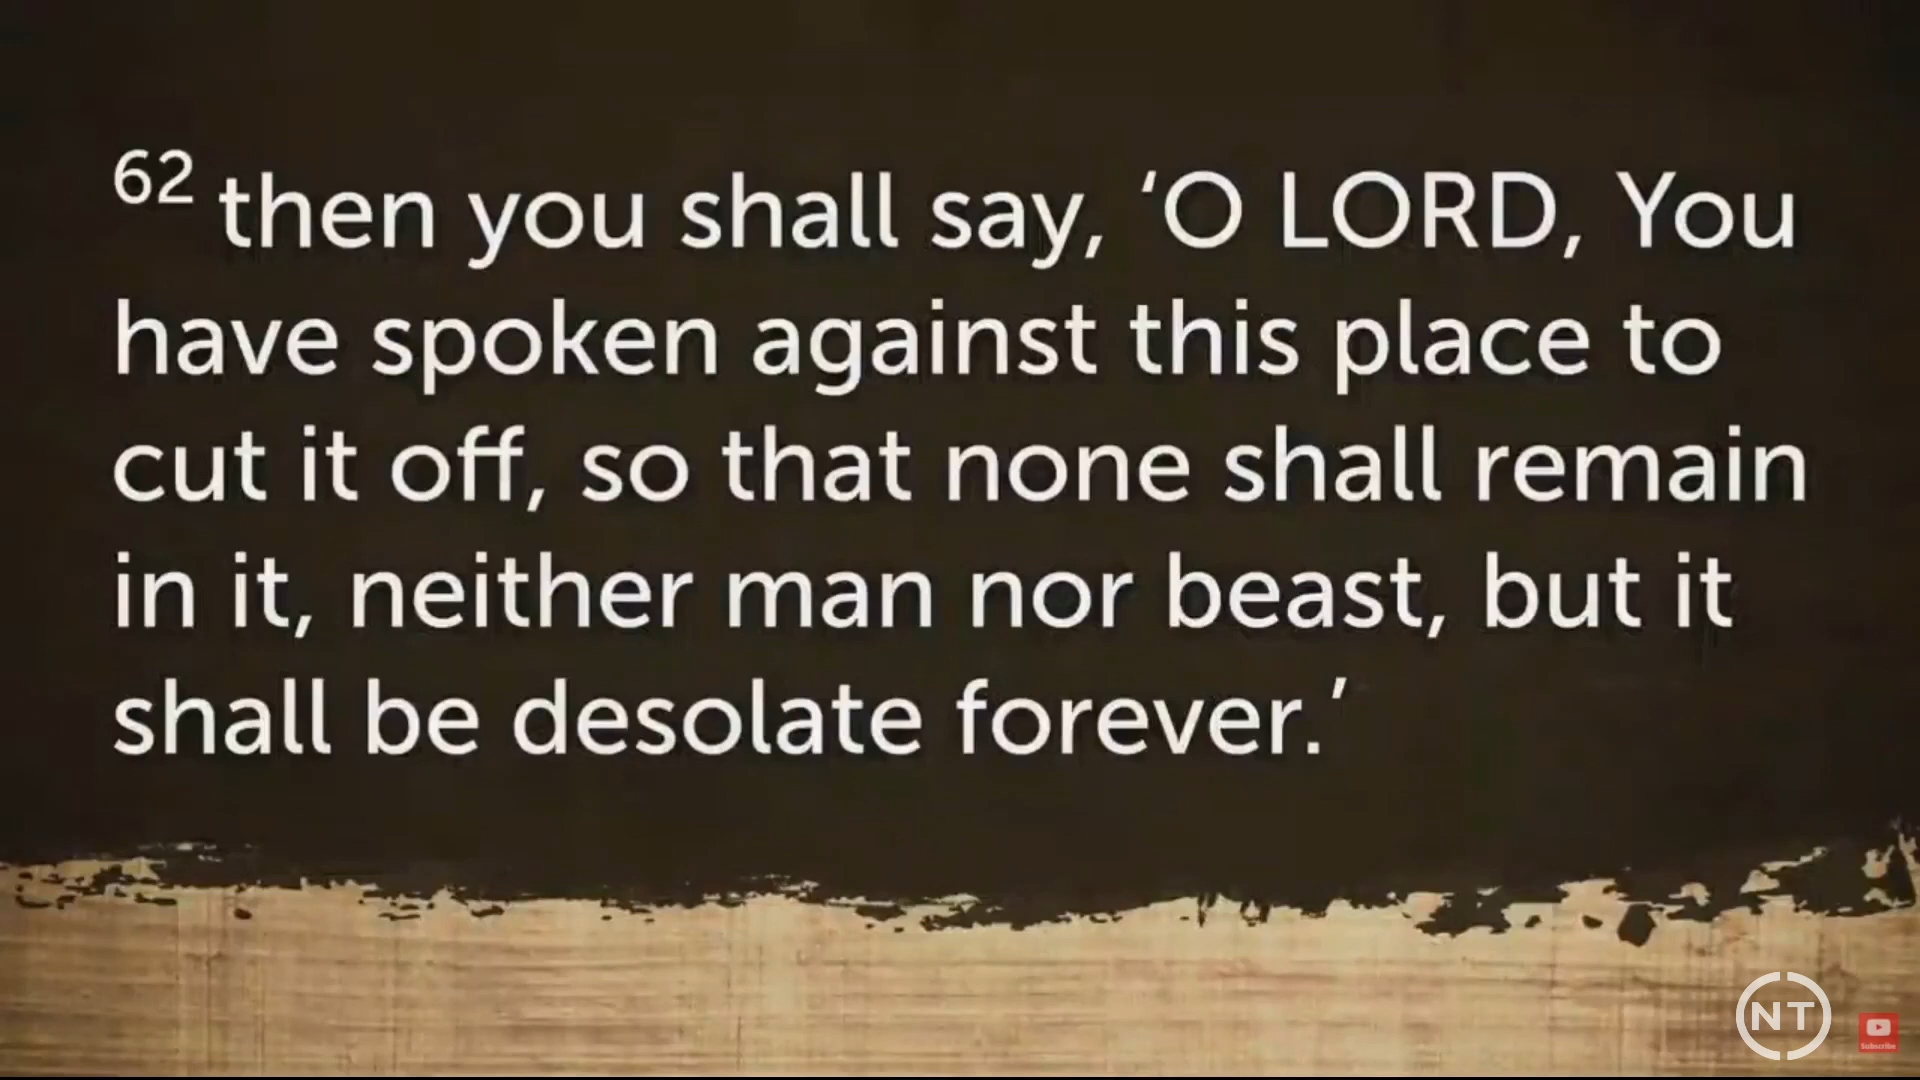 62 then you shall say, ‘O LORD, You
have spoken against this place to
cut it off, so that none shall remain
in it, neither man nor beast, but it
shall be desolate forever.’
NT
Subscribe